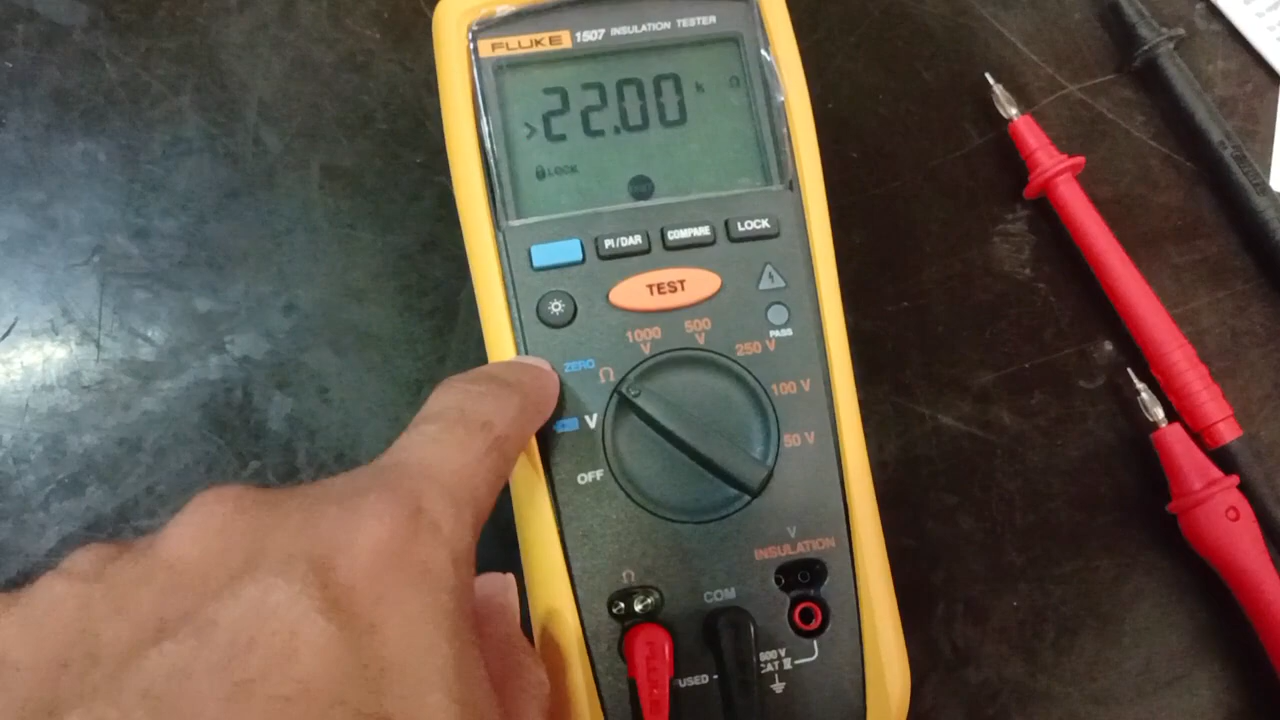 FLUKE 1507 INSULATION TESTER
>22.00 k Ω
LOCK
PI/DAR COMPARE LOCK
TEST
PASS
1000 V 500 V 250 V
ZERO Ω 100 V
V 50 V
OFF
V
INSULATION
Ω COM
600 V
CAT
FUSED
FLUKE